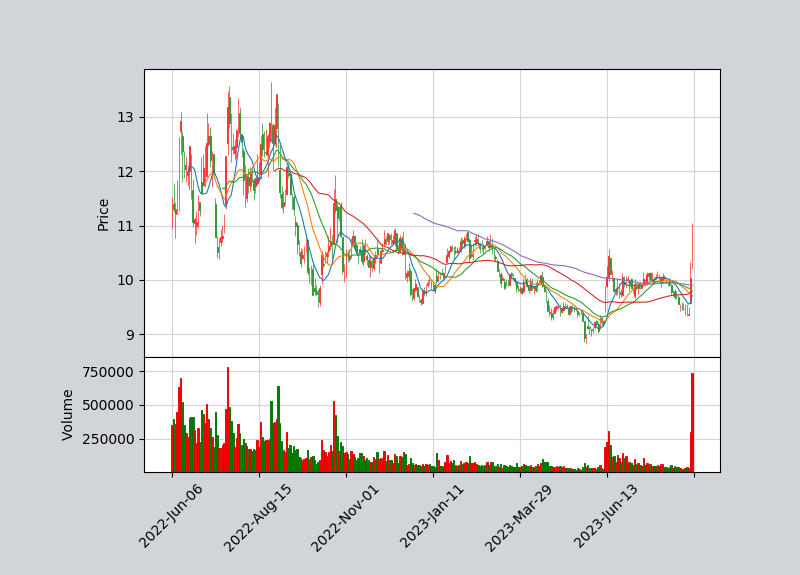 Price
13
12
11
10
9
Volume
750000
500000
250000
2022-Jun-06
2022-Aug-15
2022-Nov-01
2023-Jan-11
2023-Mar-29
2023-Jun-13